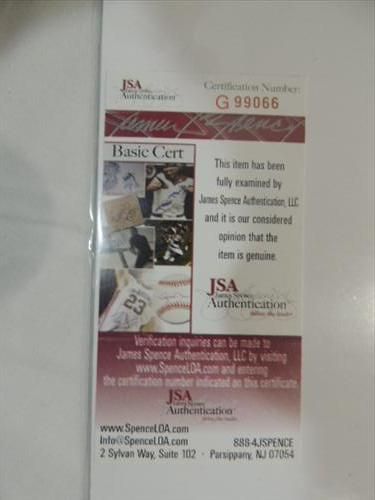 JSA
James Spence
Authentication
Certification Number:
G 99066
James Spence
Basic Cert
This item has been
fully examined by
James Spence Authentication, LLC
and it is our considered
opinion that the
item is genuine.
23
JSA
James Spence
Authentication
Verification inquiries can be made to
James Spence Authentication, LLC by visiting
www.SpenceLOA.com and entering
the certification number indicated on this certificate.
JSA
James Spence
Authentication
www.SpenceLOA.com
Info@SpenceLOA.com 888-4JSPENCE
2 Sylvan Way, Suite 102 · Parsippany, NJ 07054